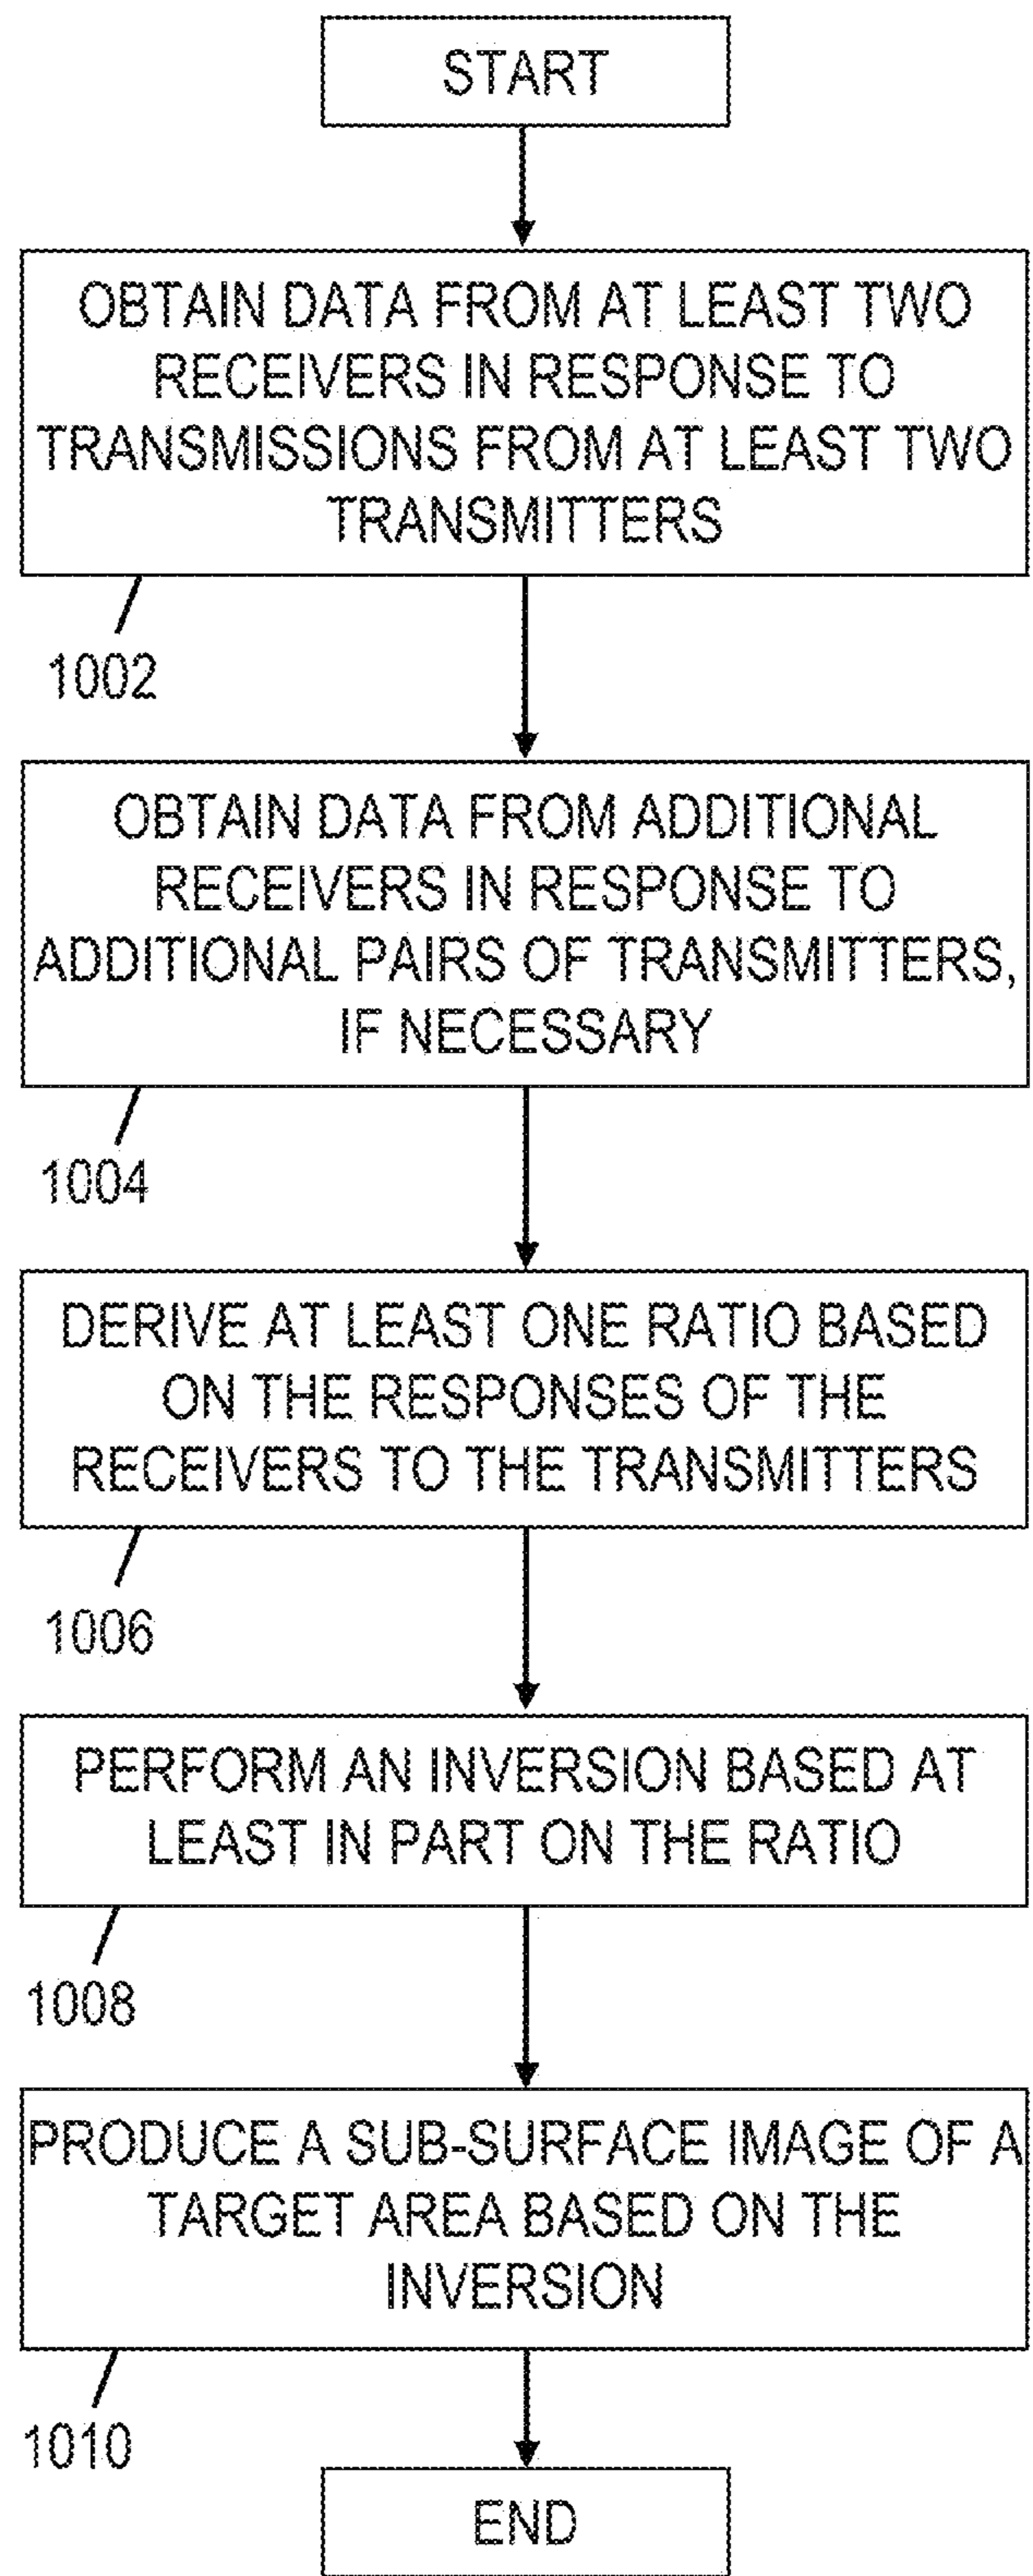 START
OBTAIN DATA FROM AT LEAST TWO
RECEIVERS IN RESPONSE TO
TRANSMISSIONS FROM AT LEAST TWO
TRANSMITTERS
1002
OBTAIN DATA FROM ADDITIONAL
RECEIVERS IN RESPONSE TO
ADDITIONAL PAIRS OF TRANSMITTERS,
IF NECESSARY
1004
DERIVE AT LEAST ONE RATIO BASED
ON THE RESPONSES OF THE
RECEIVERS TO THE TRANSMITTERS
1006
PERFORM AN INVERSION BASED AT
LEAST IN PART ON THE RATIO
1008
PRODUCE A SUB-SURFACE IMAGE OF A
TARGET AREA BASED ON THE
INVERSION
1010
END